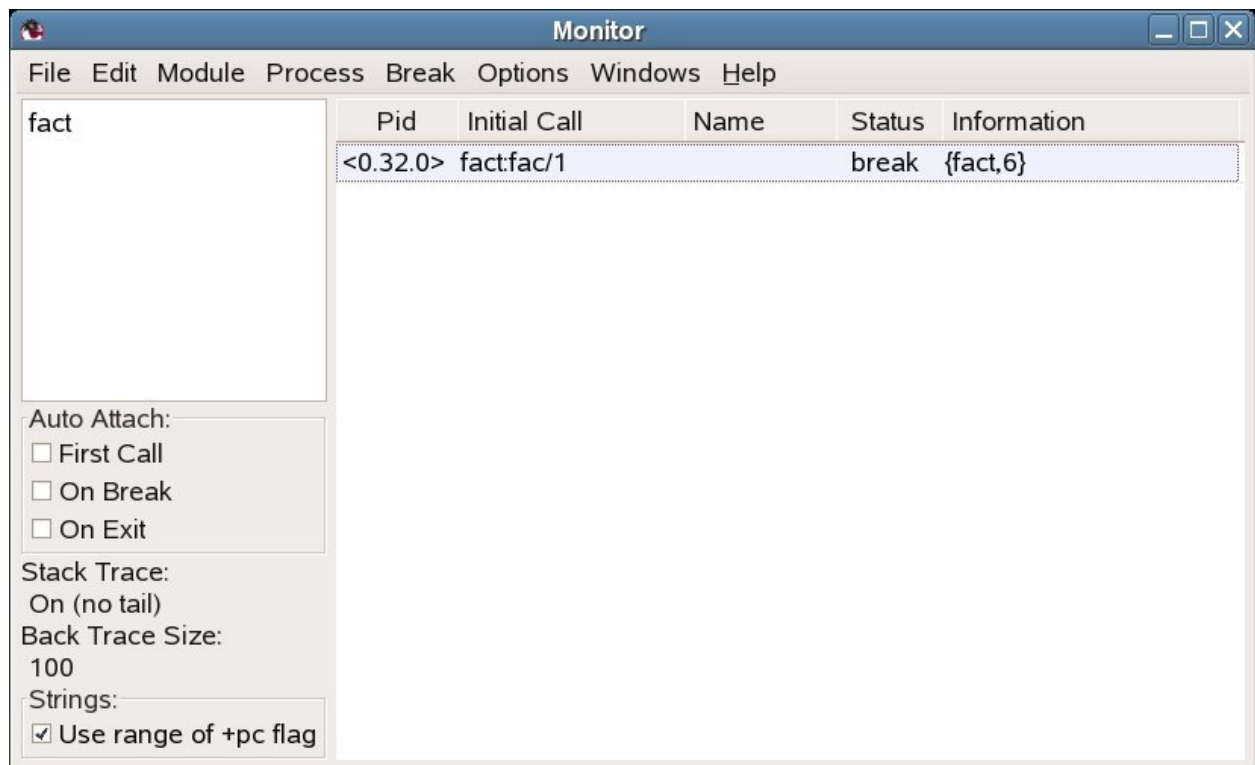 Monitor
File Edit Module Process Break Options Windows Help
fact
Pid Initial Call Name Status Information
<0.32.0> fact:fac/1 break {fact,6}
Auto Attach:
First Call
On Break
On Exit
Stack Trace:
On (no tail)
Back Trace Size:
100
Strings:
Use range of +pc flag